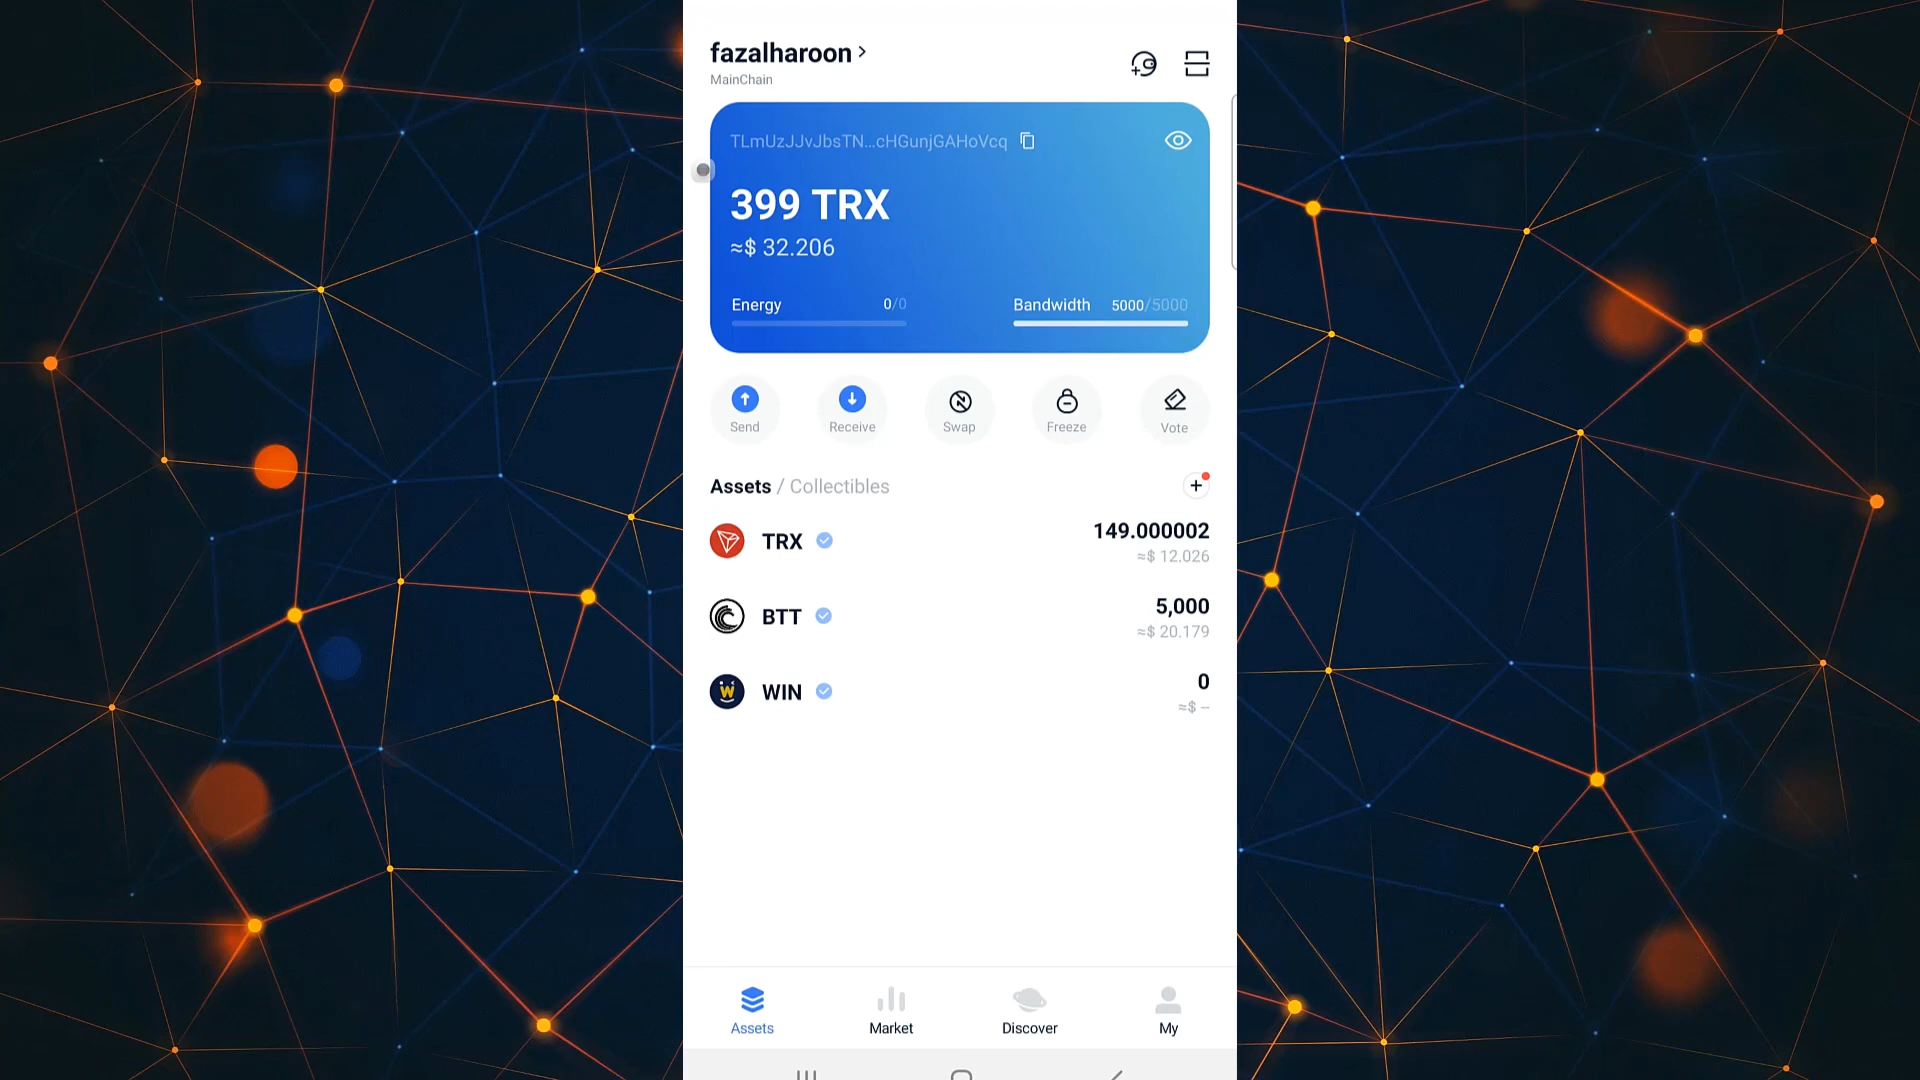 fazalharoon >
MainChain
TLmUzJJvJbsTN...cHGunjGAHoVcq
399 TRX
≈$ 32.206
Energy 0/0 Bandwidth 5000/5000
Send Receive Swap Freeze Vote
Assets / Collectibles
TRX 149.000002
≈$ 12.026
BTT 5,000
≈$ 20.179
WIN 0
≈$ --
Assets Market Discover My